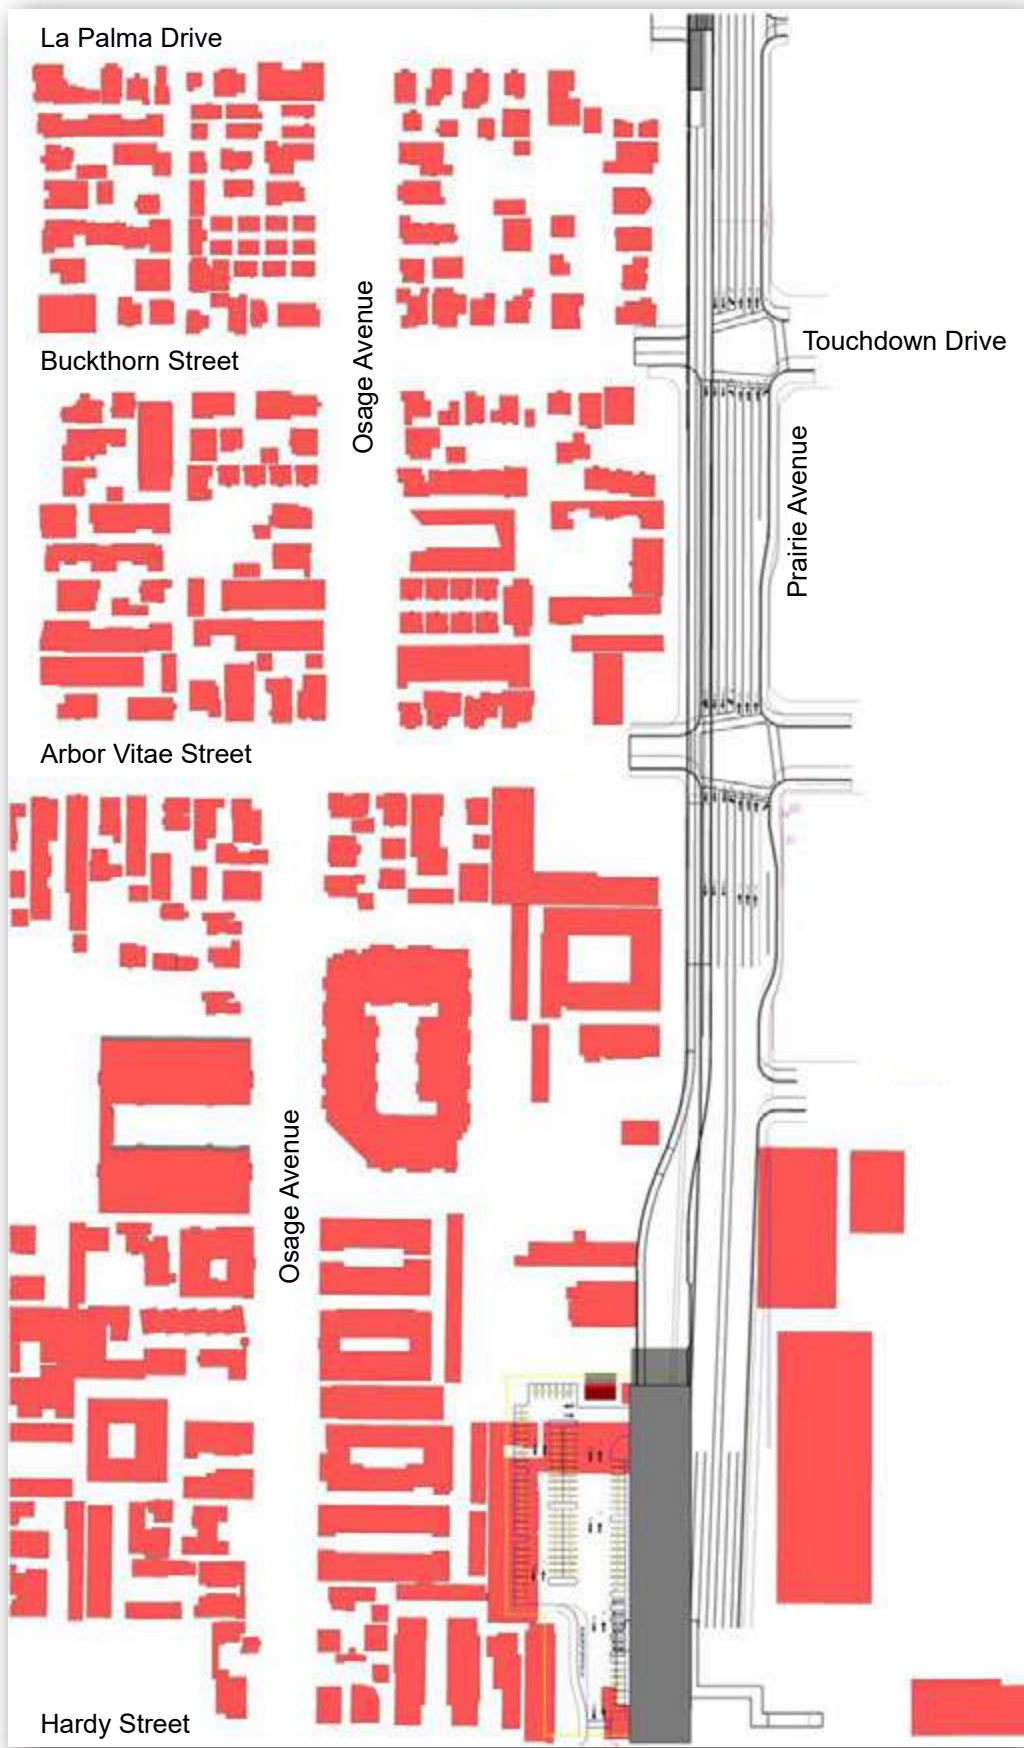 La Palma Drive
Osage Avenue
Buckthorn Street
Touchdown Drive
Prairie Avenue
Arbor Vitae Street
Osage Avenue
Hardy Street